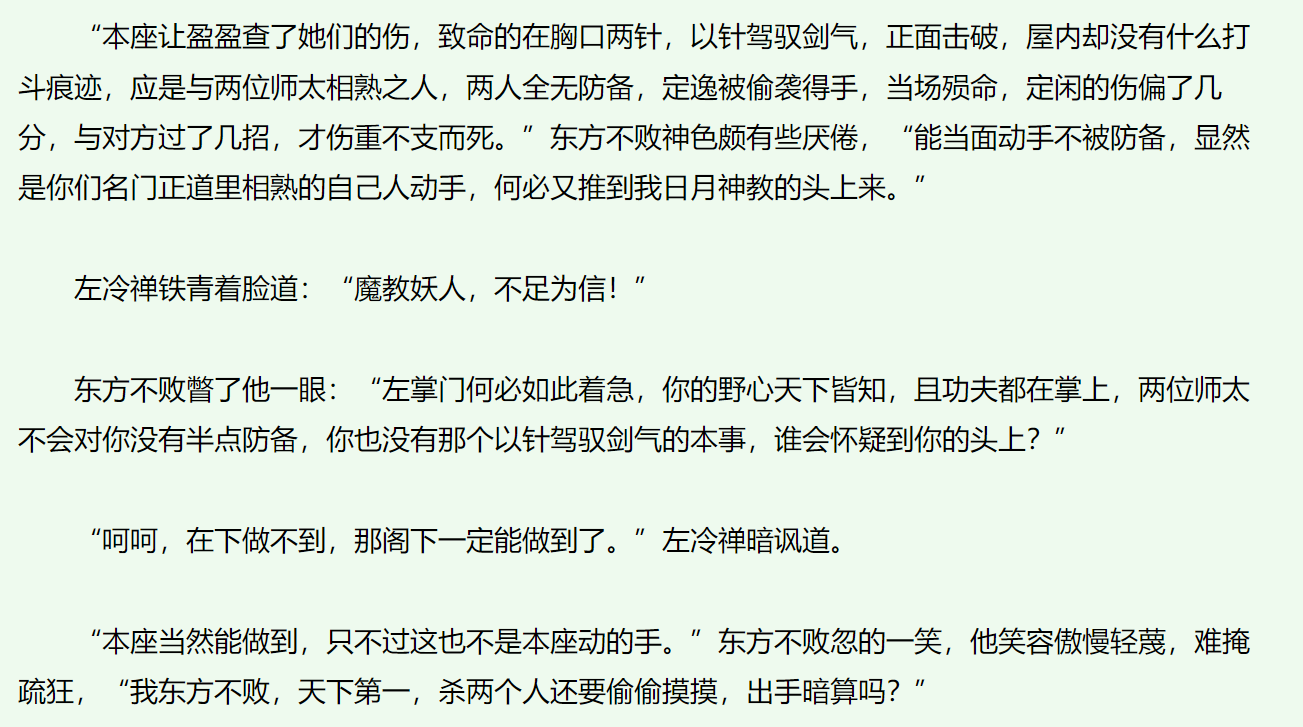 “本座让盈盈查了她们的伤，致命的在胸口两针，以针驾驭剑气，正面击破，屋内却没有什么打
斗痕迹，应是与两位师太相熟之人，两人全无防备，定逸被偷袭得手，当场殒命，定闲的伤偏了几
分，与对方过了几招，才伤重不支而死。”东方不败神色颇有些厌倦，“能当面动手不被防备，显然
是你们名门正道里相熟的自己人动手，何必又推到我日月神教的头上来。”
左冷禅铁青着脸道：“魔教妖人，不足为信！”
东方不败瞥了他一眼：“左掌门何必如此着急，你的野心天下皆知，且功夫都在掌上，两位师太
不会对你没有半点防备，你也没有那个以针驾驭剑气的本事，谁会怀疑到你的头上？”
“呵呵，在下做不到，那阁下一定能做到了。”左冷禅暗讽道。
“本座当然能做到，只不过这也不是本座动的手。”东方不败忽的一笑，他笑容傲慢轻蔑，难掩
疏狂，“我东方不败，天下第一，杀两个人还要偷偷摸摸，出手暗算吗？”